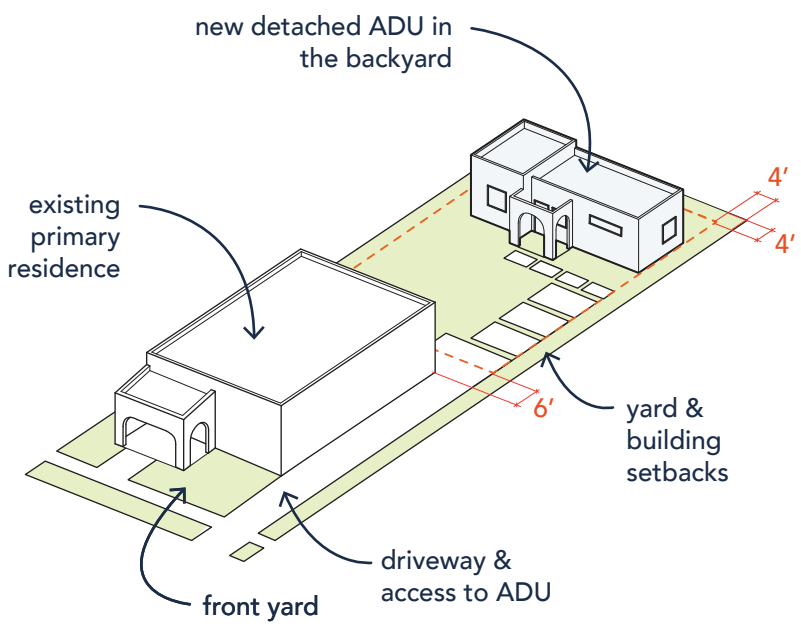 new detached ADU in
the backyard
4’
4’
existing
primary
residence
6’
yard &
building
setbacks
driveway &
access to ADU
front yard